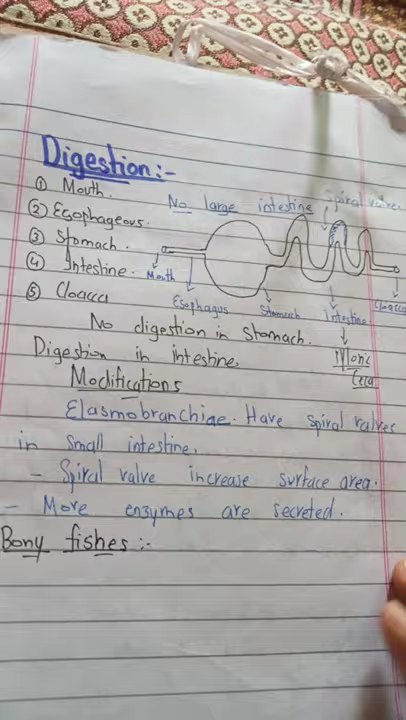 Digestion:-
① Mouth.
No large intestine
Spiral valve
② Esophageous.
③ Stomach.
④ Intestine.
Mouth
⑤ Cloaca
Esophagus
Stomach
Intestine
Cloaca
No digestion in stomach.
Digestion in intestine.
Modifications
Elasmobranchiae. Have spiral valves
in small intestine.
- Spiral valve increase surface area.
- More enzymes are secreted.
Bony fishes :-